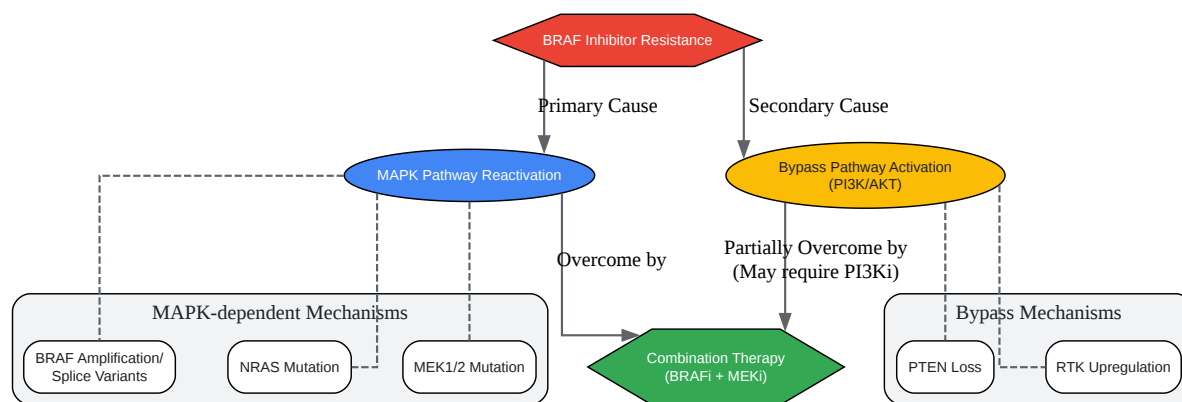 BRAF Inhibitor Resistance
Primary Cause
Secondary Cause
MAPK Pathway Reactivation
Bypass Pathway Activation
(PI3K/AKT)
Overcome by
Partially Overcome by
(May require PI3Ki)
MAPK-dependent Mechanisms
BRAF Amplification/
Splice Variants
NRAS Mutation
MEK1/2 Mutation
Combination Therapy
(BRAFi + MEKi)
Bypass Mechanisms
PTEN Loss
RTK Upregulation